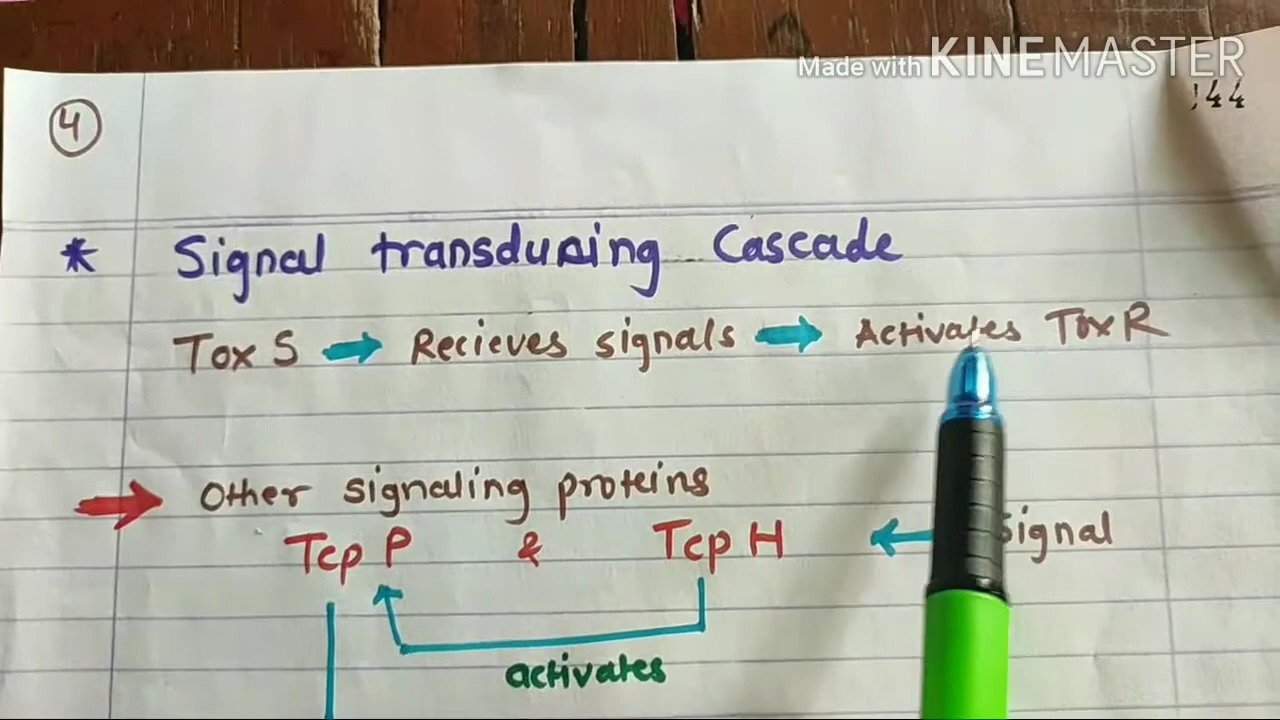 Made with KINEMASTER
144
4
* Signal transducing Cascade
Tox S → Recieves signals → Activates Tox R
→ Other signaling proteins
Tcp P & Tcp H ← Signal
activates